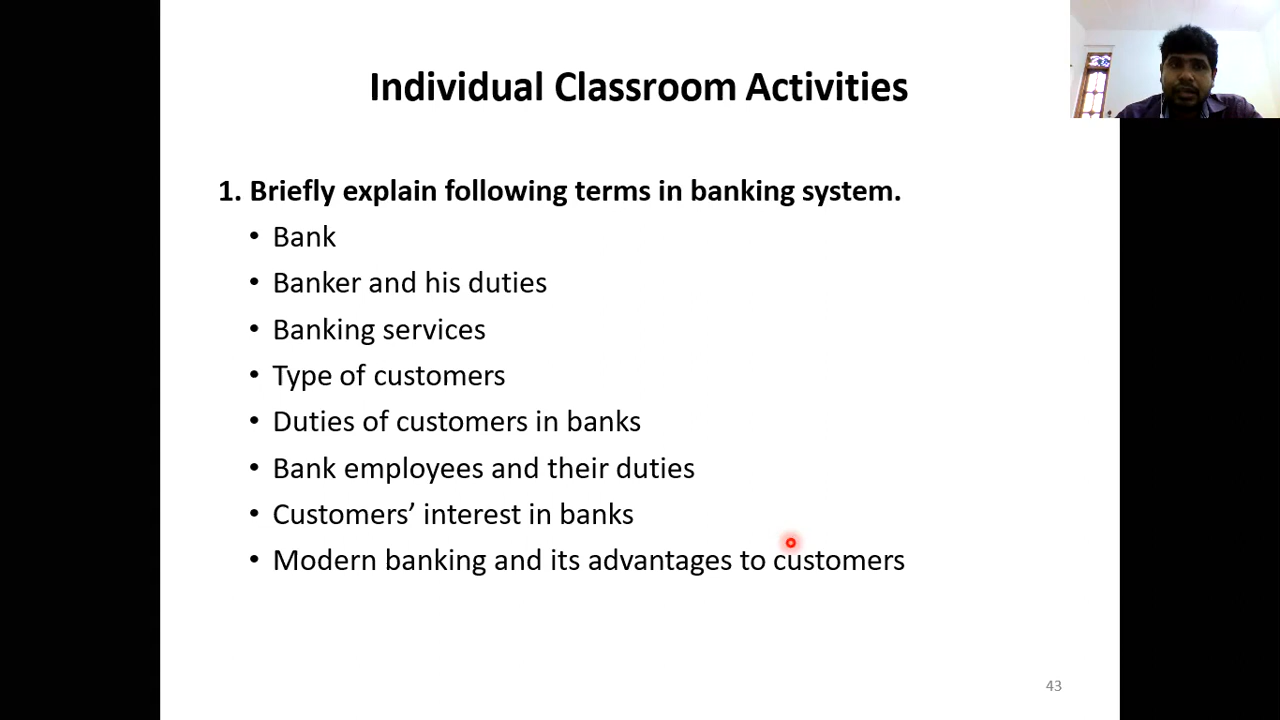 Individual Classroom Activities
1. Briefly explain following terms in banking system.
• Bank
• Banker and his duties
• Banking services
• Type of customers
• Duties of customers in banks
• Bank employees and their duties
• Customers’ interest in banks
• Modern banking and its advantages to customers
43